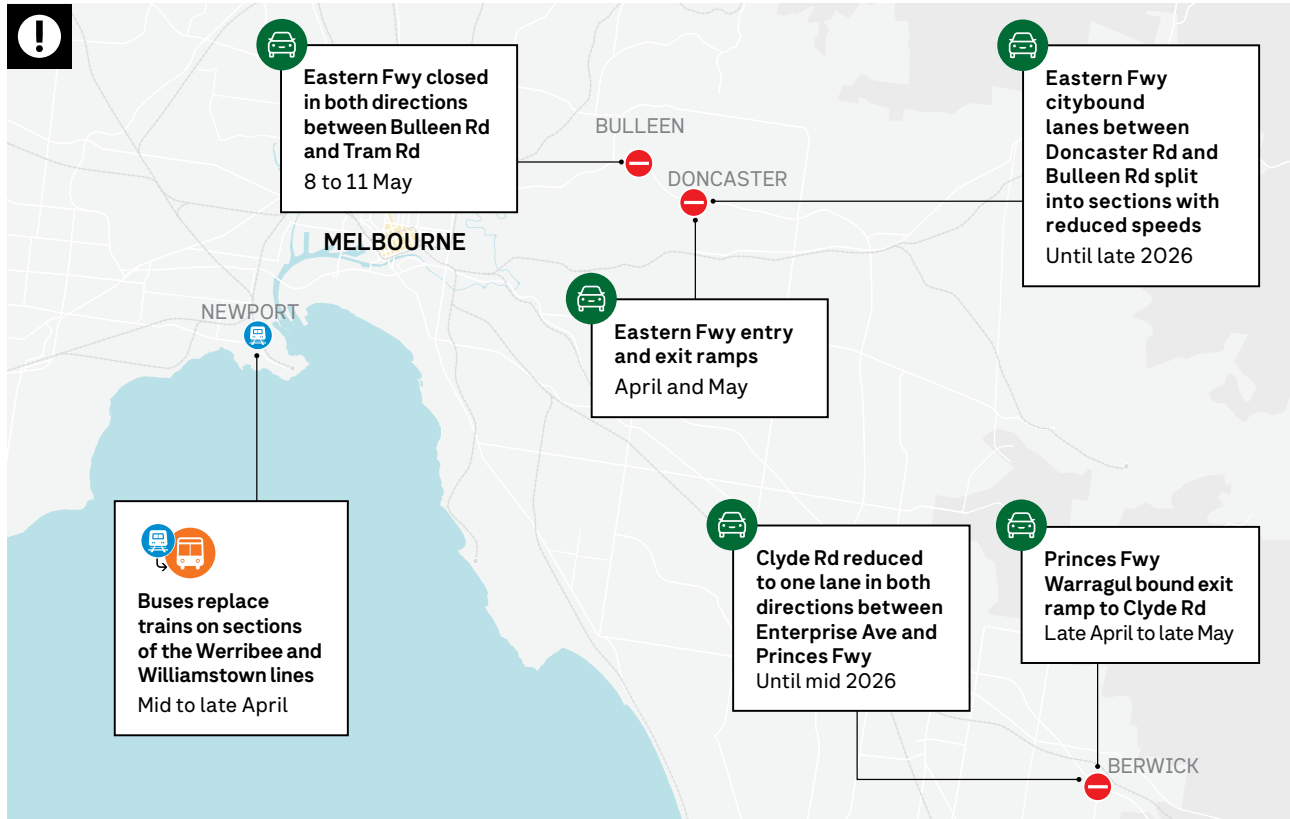 !
Eastern Fwy closed
in both directions
between Bulleen Rd
and Tram Rd
8 to 11 May
BULLEEN
DONCASTER
Eastern Fwy
citybound
lanes between
Doncaster Rd and
Bulleen Rd split
into sections with
reduced speeds
Until late 2026
MELBOURNE
NEWPORT
Eastern Fwy entry
and exit ramps
April and May
Buses replace
trains on sections
of the Werribee and
Williamstown lines
Mid to late April
Clyde Rd reduced
to one lane in both
directions between
Enterprise Ave and
Princes Fwy
Until mid 2026
Princes Fwy
Warragul bound exit
ramp to Clyde Rd
Late April to late May
BERWICK